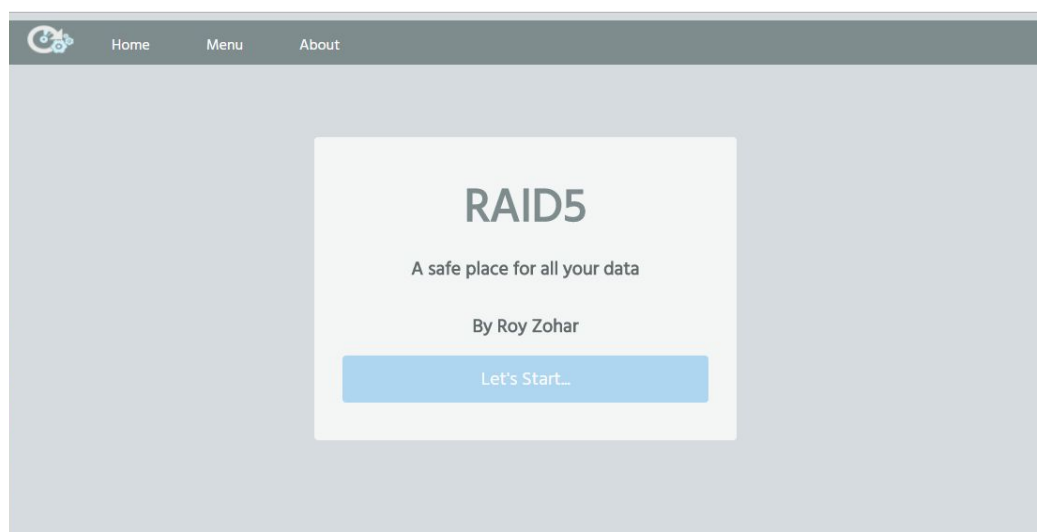 Home Menu About
RAID5
A safe place for all your data
By Roy Zohar
Let's Start...